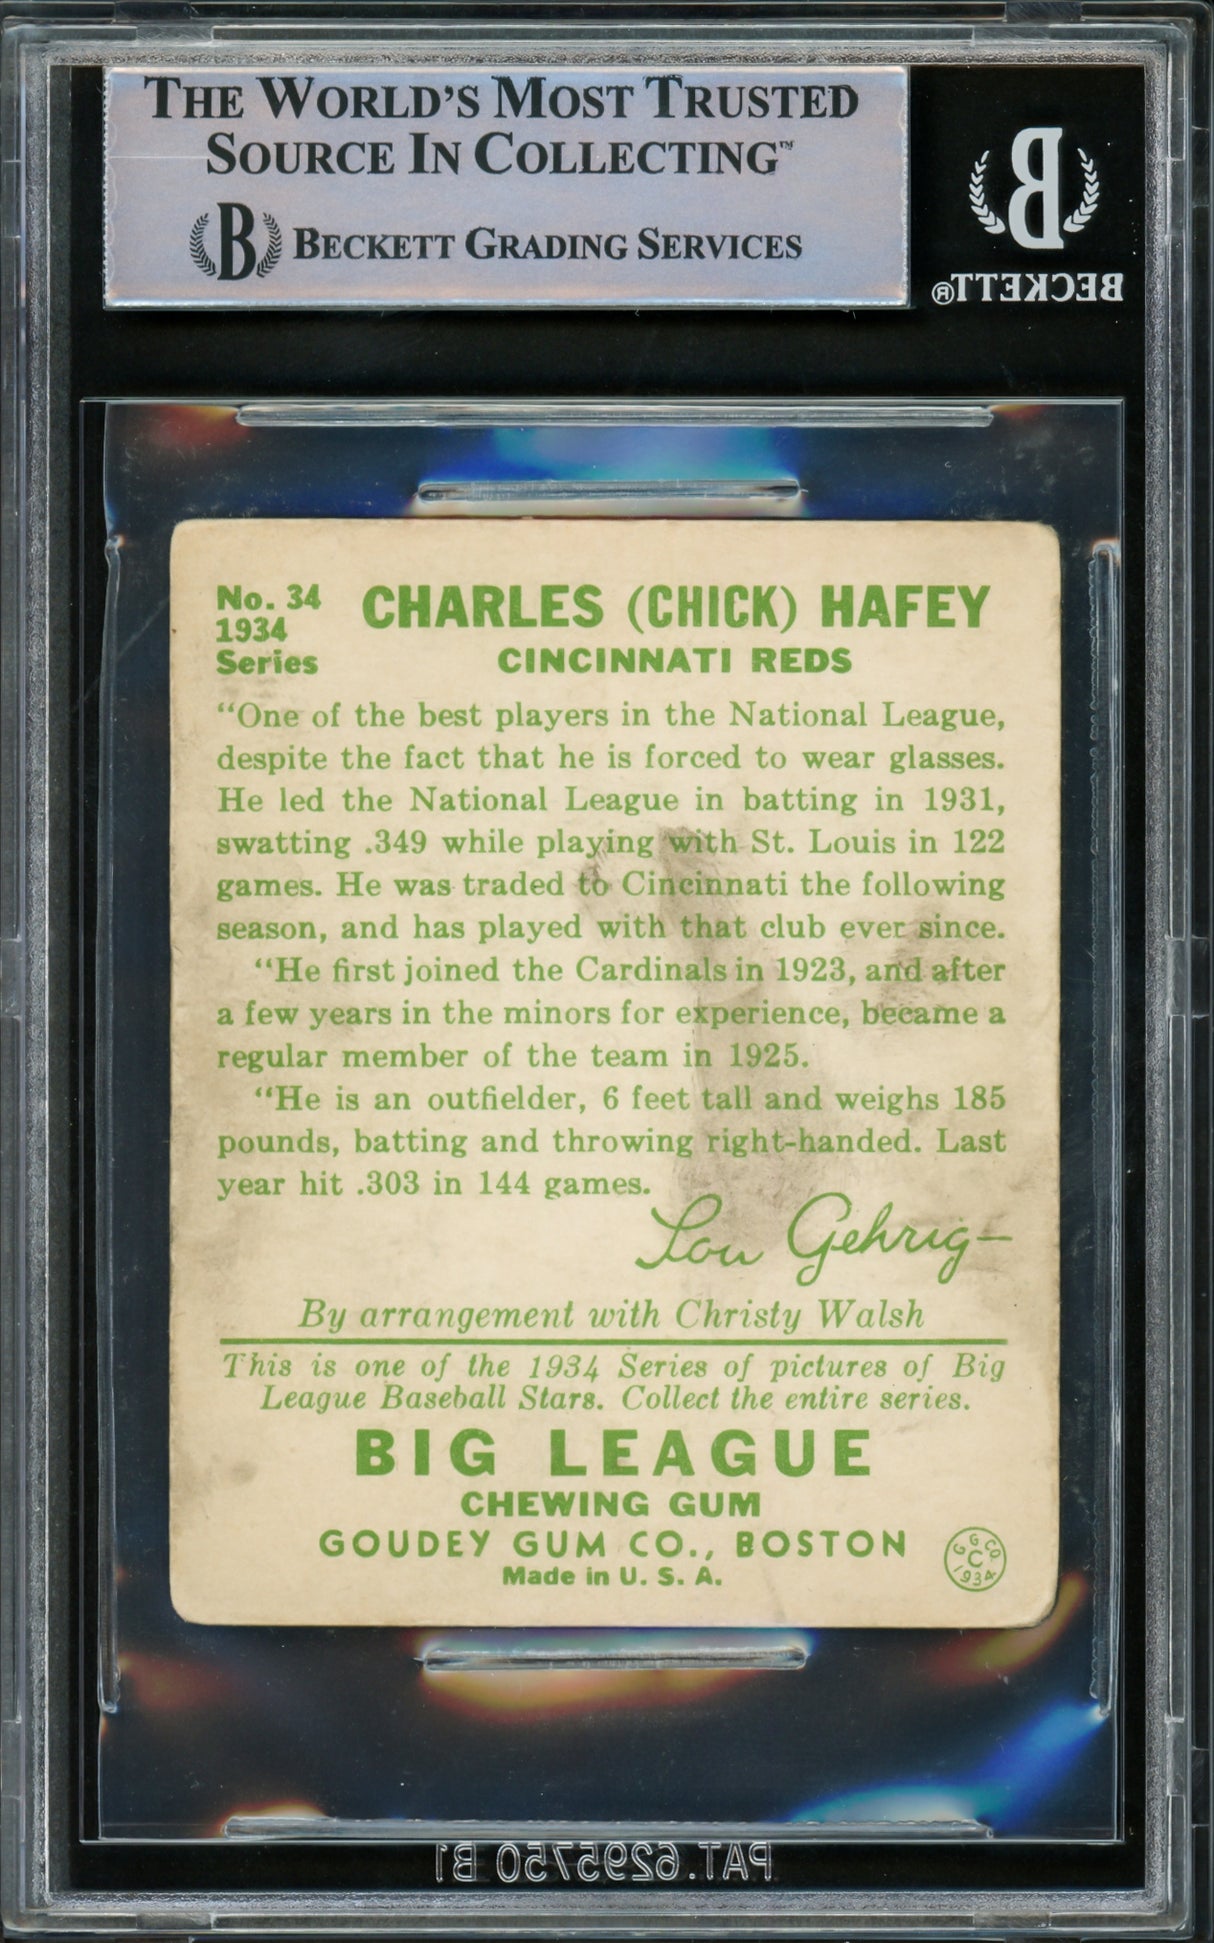 THE WORLD'S MOST TRUSTED
SOURCE IN COLLECTING™
B BECKETT GRADING SERVICES
B
BECKETT®
No. 34
1934
Series
CHARLES (CHICK) HAFEY
CINCINNATI REDS
“One of the best players in the National League,
despite the fact that he is forced to wear glasses.
He led the National League in batting in 1931,
swatting .349 while playing with St. Louis in 122
games. He was traded to Cincinnati the following
season, and has played with that club ever since.
“He first joined the Cardinals in 1923, and after
a few years in the minors for experience, became a
regular member of the team in 1925.
“He is an outfielder, 6 feet tall and weighs 185
pounds, batting and throwing right-handed. Last
year hit .303 in 144 games.
Lou Gehrig—
By arrangement with Christy Walsh
This is one of the 1934 Series of pictures of Big
League Baseball Stars. Collect the entire series.
BIG LEAGUE
CHEWING GUM
GOUDEY GUM CO., BOSTON
Made in U. S. A.
G. G. CO.
C
1934
PAT.6295750 B1